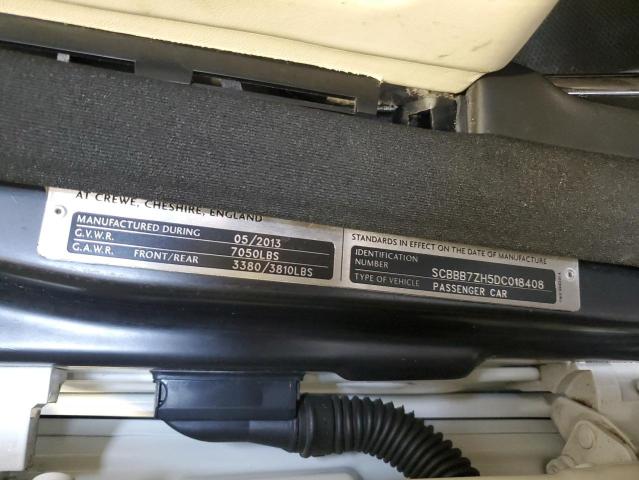 AT CREWE, CHESHIRE, ENGLAND
MANUFACTURED DURING 05/2013
G.V.W.R. 7050LBS
G.A.W.R. FRONT/REAR 3380/3810LBS
STANDARDS IN EFFECT ON THE DATE OF MANUFACTURE
IDENTIFICATION NUMBER SCBBB7ZH5DC018408
TYPE OF VEHICLE PASSENGER CAR